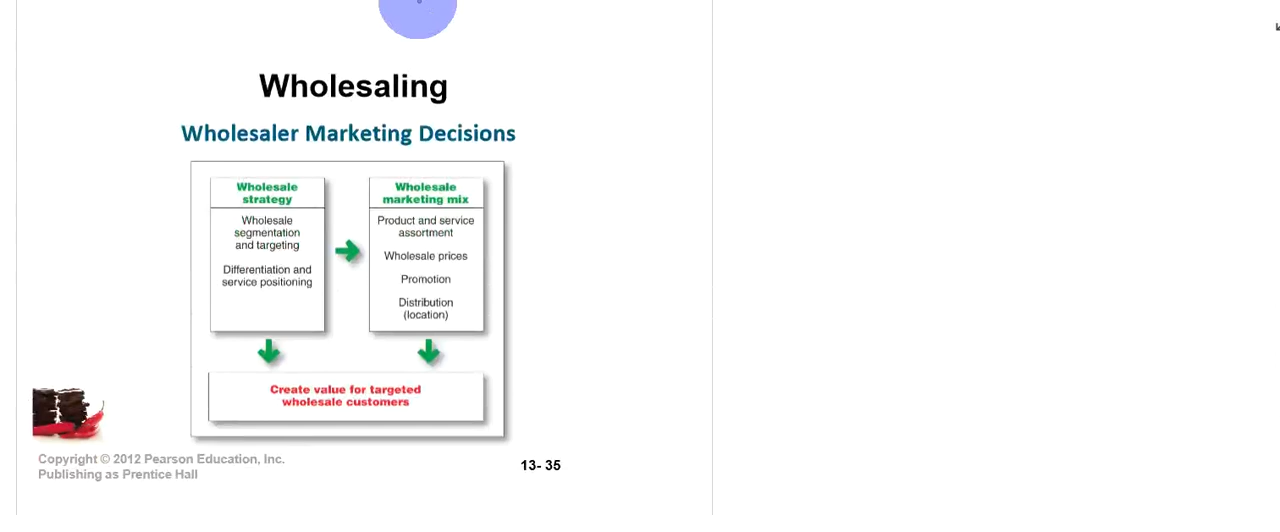 Wholesaling
Wholesaler Marketing Decisions
Wholesale
strategy
Wholesale
segmentation
and targeting
Differentiation and
service positioning
Wholesale
marketing mix
Product and service
assortment
Wholesale prices
Promotion
Distribution
(location)
Create value for targeted
wholesale customers
Copyright © 2012 Pearson Education, Inc.
Publishing as Prentice Hall
13- 35